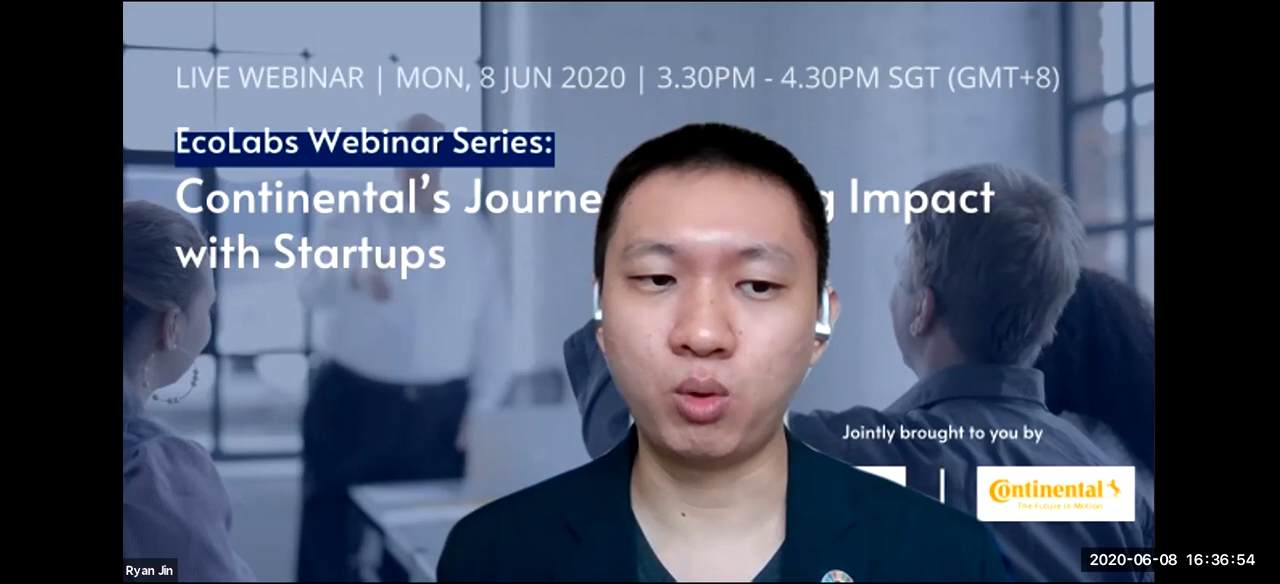 LIVE WEBINAR | MON, 8 JUN 2020 | 3.30PM - 4.30PM SGT (GMT+8)
EcoLabs Webinar Series:
Continental's Journe g Impact
with Startups
Jointly brought to you by
Continental
The Future in Motion
Ryan Jin
2020-06-08 16:36:54